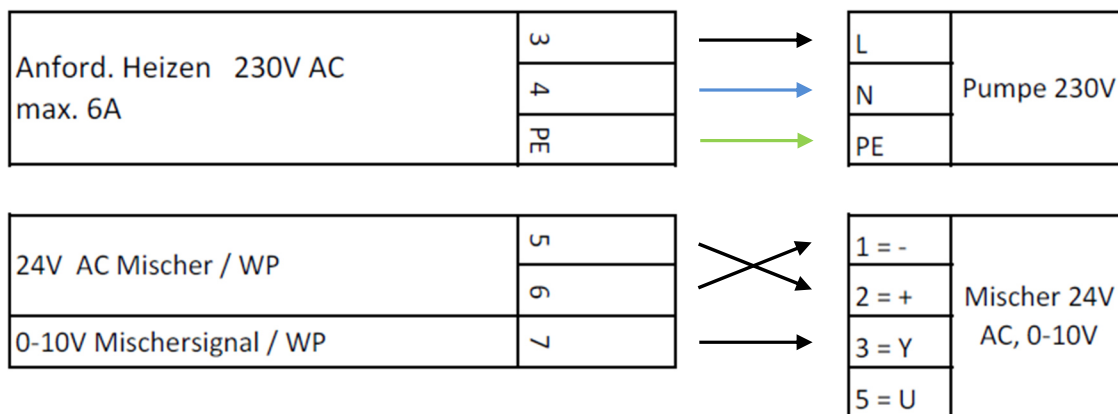 Anford. Heizen 230V AC
max. 6A
3
4
PE
L
N
PE
Pumpe 230V
24V AC Mischer / WP
5
6
0-10V Mischersignal / WP
7
1 = -
2 = +
3 = Y
5 = U
Mischer 24V
AC, 0-10V